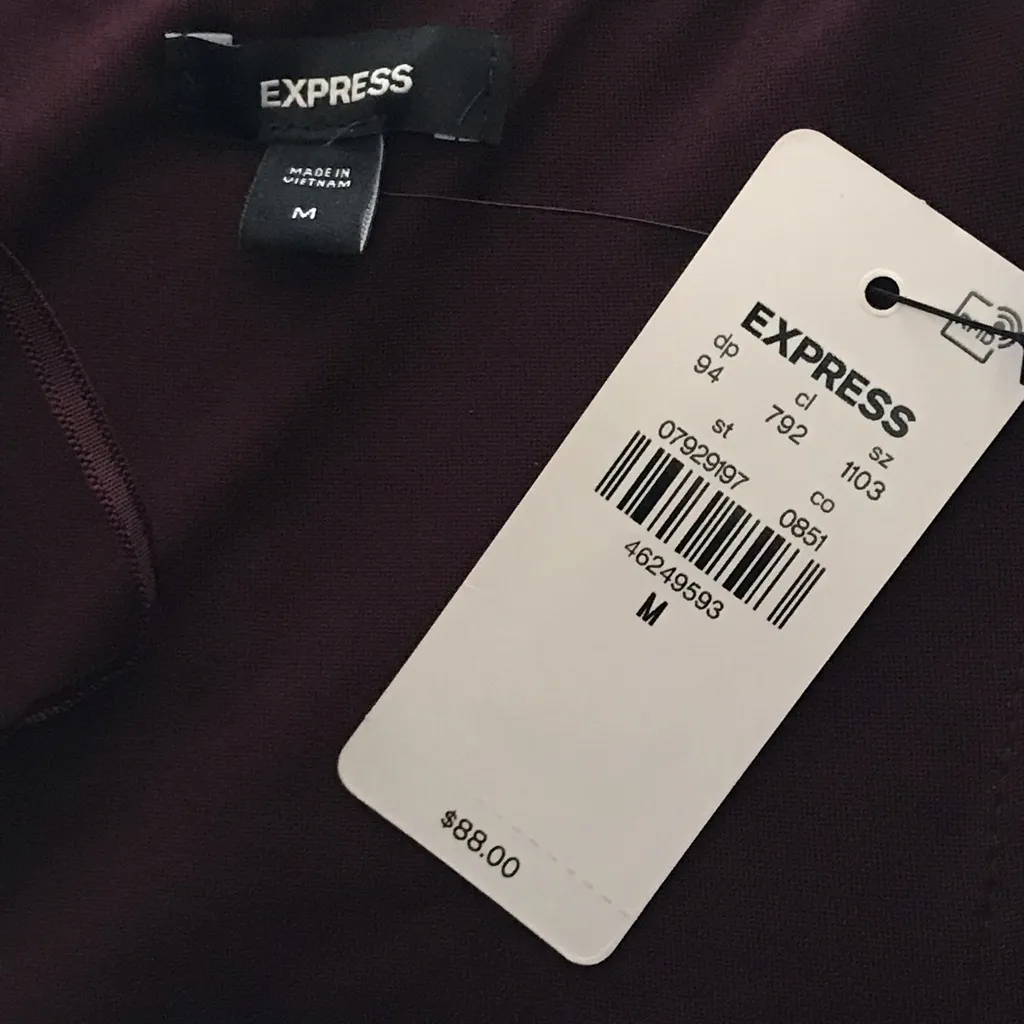 EXPRESS
MADE IN
VIETNAM
M
EXPRESS
dp cl sz
94 792 1103
st co
07929197 0851
46249593
M
$88.00